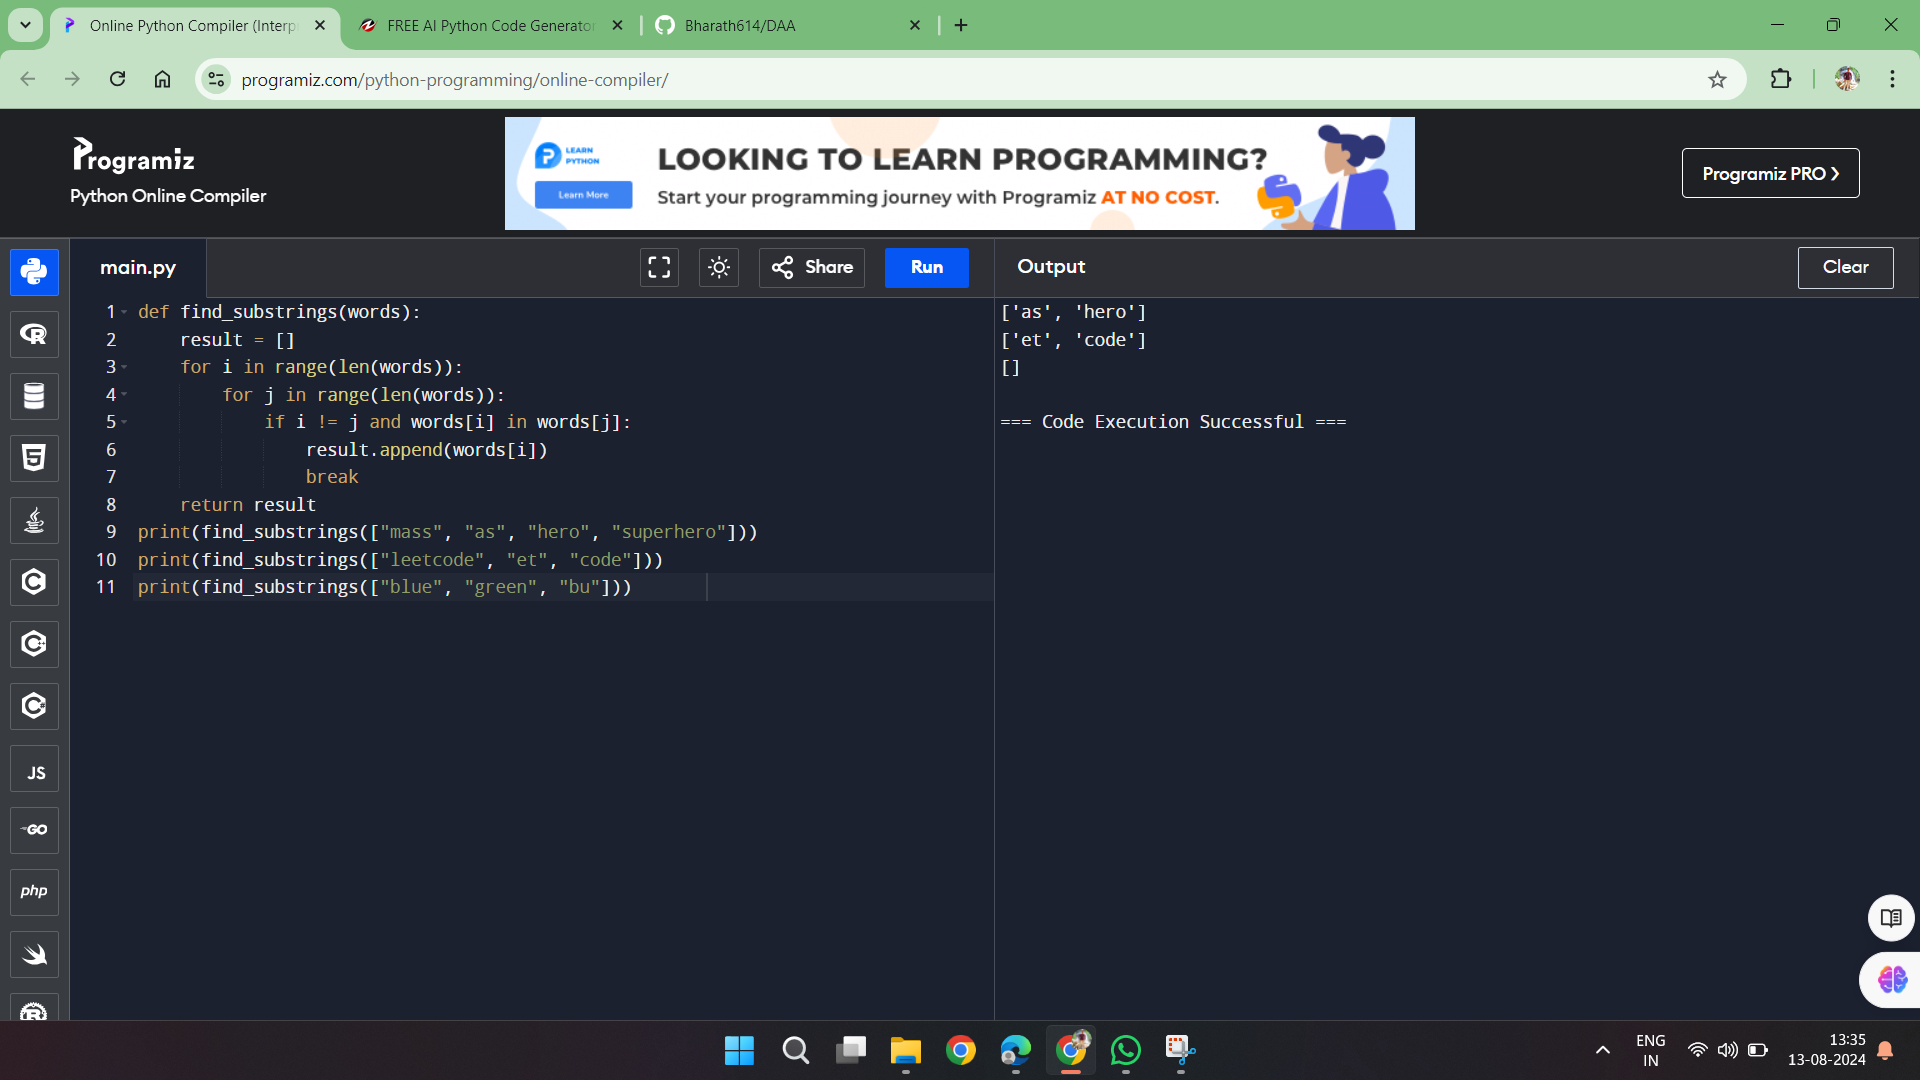 Online Python Compiler (Interp
FREE AI Python Code Generator
Bharath614/DAA
programiz.com/python-programming/online-compiler/
Programiz
Python Online Compiler
LEARN
PYTHON
Learn More
LOOKING TO LEARN PROGRAMMING?
Start your programming journey with Programiz AT NO COST.
Programiz PRO
main.py
Share
Run
Output
Clear
1 def find_substrings(words):
2     result = []
3     for i in range(len(words)):
4         for j in range(len(words)):
5             if i != j and words[i] in words[j]:
6                 result.append(words[i])
7                 break
8     return result
9 print(find_substrings(["mass", "as", "hero", "superhero"]))
10 print(find_substrings(["leetcode", "et", "code"]))
11 print(find_substrings(["blue", "green", "bu"]))
['as', 'hero']
['et', 'code']
[]
=== Code Execution Successful ===
R
5
C
C
C
JS
GO
php
R
ENG
IN
13:35
13-08-2024